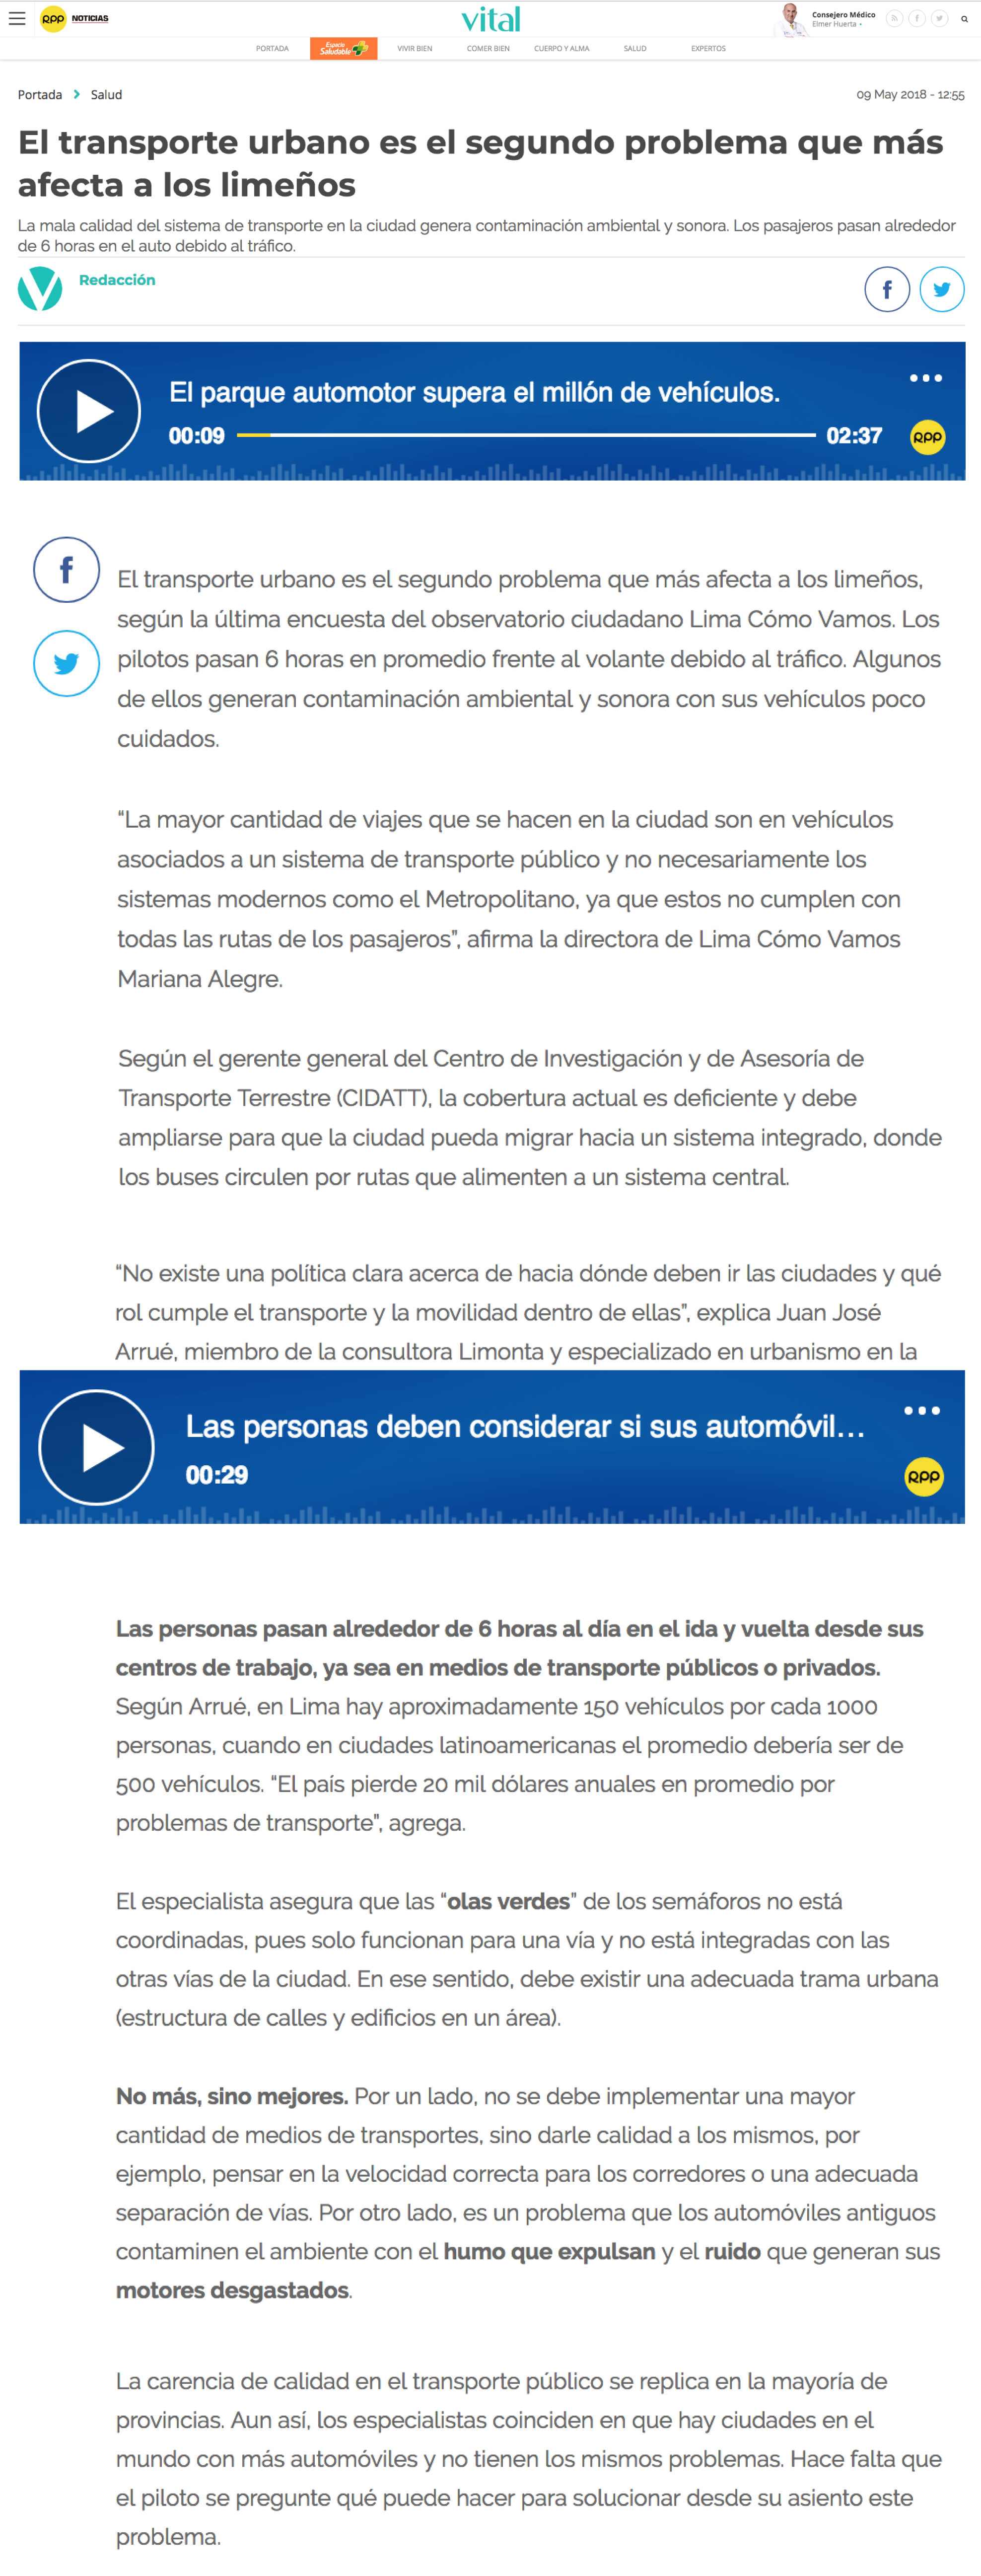 RPP NOTICIAS
vital
Consejero Médico
Elmer Huerta
PORTADA
Espacio Saludable
VIVIR BIEN
COMER BIEN
CUERPO Y ALMA
SALUD
EXPERTOS
Portada > Salud
09 May 2018 - 12:55
El transporte urbano es el segundo problema que más
afecta a los limeños
La mala calidad del sistema de transporte en la ciudad genera contaminación ambiental y sonora. Los pasajeros pasan alrededor
de 6 horas en el auto debido al tráfico.
Redacción
El parque automotor supera el millón de vehículos.
00:09
02:37
RPP
El transporte urbano es el segundo problema que más afecta a los limeños,
según la última encuesta del observatorio ciudadano Lima Cómo Vamos. Los
pilotos pasan 6 horas en promedio frente al volante debido al tráfico. Algunos
de ellos generan contaminación ambiental y sonora con sus vehículos poco
cuidados.
“La mayor cantidad de viajes que se hacen en la ciudad son en vehículos
asociados a un sistema de transporte público y no necesariamente los
sistemas modernos como el Metropolitano, ya que estos no cumplen con
todas las rutas de los pasajeros”, afirma la directora de Lima Cómo Vamos
Mariana Alegre.
Según el gerente general del Centro de Investigación y de Asesoría de
Transporte Terrestre (CIDATT), la cobertura actual es deficiente y debe
ampliarse para que la ciudad pueda migrar hacia un sistema integrado, donde
los buses circulen por rutas que alimenten a un sistema central.
“No existe una política clara acerca de hacia dónde deben ir las ciudades y qué
rol cumple el transporte y la movilidad dentro de ellas”, explica Juan José
Arrué, miembro de la consultora Limonta y especializado en urbanismo en la
Las personas deben considerar si sus automóvil...
00:29
RPP
Las personas pasan alrededor de 6 horas al día en el ida y vuelta desde sus
centros de trabajo, ya sea en medios de transporte públicos o privados.
Según Arrué, en Lima hay aproximadamente 150 vehículos por cada 1000
personas, cuando en ciudades latinoamericanas el promedio debería ser de
500 vehículos. “El país pierde 20 mil dólares anuales en promedio por
problemas de transporte”, agrega.
El especialista asegura que las “olas verdes” de los semáforos no está
coordinadas, pues solo funcionan para una vía y no está integradas con las
otras vías de la ciudad. En ese sentido, debe existir una adecuada trama urbana
(estructura de calles y edificios en un área).
No más, sino mejores. Por un lado, no se debe implementar una mayor
cantidad de medios de transportes, sino darle calidad a los mismos, por
ejemplo, pensar en la velocidad correcta para los corredores o una adecuada
separación de vías. Por otro lado, es un problema que los automóviles antiguos
contaminen el ambiente con el humo que expulsan y el ruido que generan sus
motores desgastados.
La carencia de calidad en el transporte público se replica en la mayoría de
provincias. Aun así, los especialistas coinciden en que hay ciudades en el
mundo con más automóviles y no tienen los mismos problemas. Hace falta que
el piloto se pregunte qué puede hacer para solucionar desde su asiento este
problema.